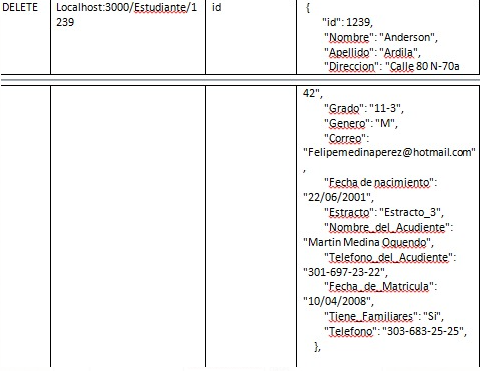 DELETE
Localhost:3000/Estudiante/1
239
id
{
"id": 1239,
"Nombre": "Anderson",
"Apellido": "Ardila",
"Direccion": "Calle 80 N-70a
42",
"Grado": "11-3",
"Genero": "M",
"Correo":
"Felipemedinaperez@hotmail.com"
,
"Fecha de nacimiento":
"22/06/2001",
"Estracto": "Estracto_3",
"Nombre_del_Acudiente":
"Martin Medina Oquendo",
"Telefono_del_Acudiente":
"301-697-23-22",
"Fecha_de_Matricula":
"10/04/2008",
"Tiene_Familiares": "Si",
"Telefono": "303-683-25-25",
},